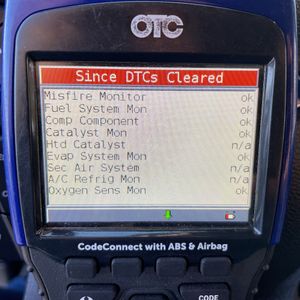 OTC
Since DTCs Cleared
Misfire Monitor ok
Fuel System Mon ok
Comp Component ok
Catalyst Mon ok
Htd Catalyst n/a
Evap System Mon ok
Sec Air System n/a
A/C Refrig Mon n/a
Oxygen Sens Mon ok
CodeConnect with ABS & Airbag
CODE